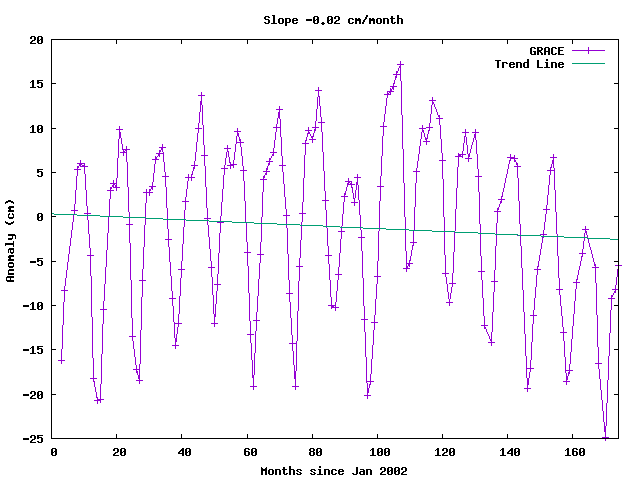 Slope -0.02 cm/month
GRACE
Trend Line
20
15
10
5
0
-5
-10
-15
-20
-25
Anomaly (cm)
0 20 40 60 80 100 120 140 160
Months since Jan 2002